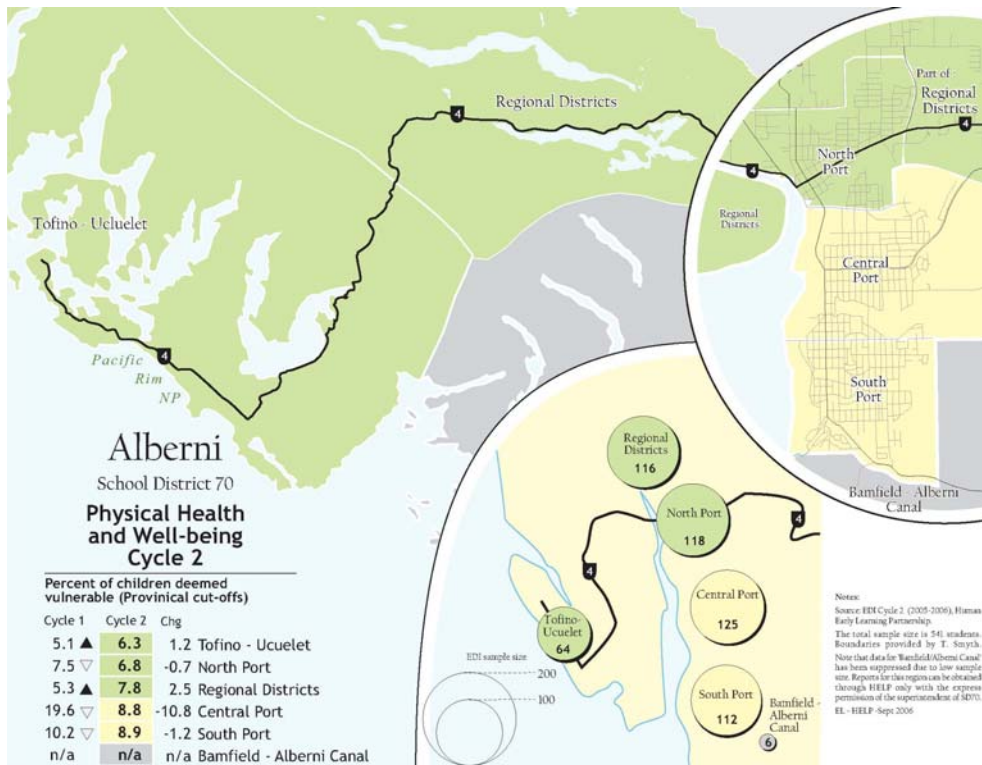 Regional Districts
4
Part of
Regional
Districts
4
North
Port
4
Regional
Districts
Tofino - Ucluelet
Central
Port
4
Pacific
Rim
NP
South
Port
Bamfield - Alberni
Canal
Alberni
School District 70
Physical Health
and Well-being
Cycle 2
Percent of children deemed
vulnerable (Provinical cut-offs)
Cycle 1 Cycle 2 Chg
5.1 ▲ 6.3 1.2 Tofino - Ucuelet
7.5 ▽ 6.8 -0.7 North Port
5.3 ▲ 7.8 2.5 Regional Districts
19.6 ▽ 8.8 -10.8 Central Port
10.2 ▽ 8.9 -1.2 South Port
n/a n/a n/a Bamfield - Alberni Canal
Regional
Districts
116
North Port
118
4
4
Central Port
125
Tofino-
Ucuelet
64
South Port
112
Bamfield -
Alberni
Canal
6
EDI sample size
200
100
Notes:
Source: EDI Cycle 2 (2005-2006), Human
Early Learning Partnership.
The total sample size is 541 students.
Boundaries provided by T. Smyth.
Note that data for 'Bamfield/Alberni Canal'
has been suppressed due to low sample
size. Reports for this region can be obtained
through HELP only with the express
permission of the superintendent of SD70.
EL - HELP -Sept 2006